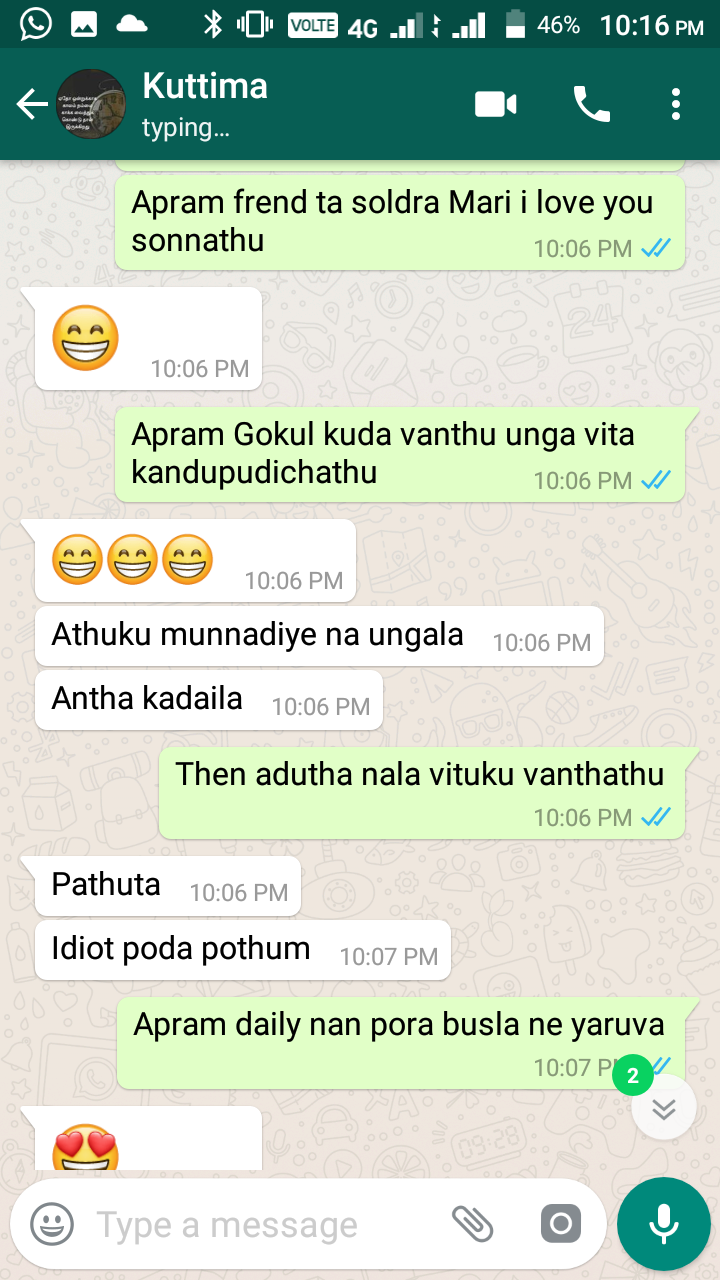 VOLTE 4G 46% 10:16 PM
Kuttima
typing...
Apram frend ta soldra Mari i love you
sonnathu
10:06 PM
😁
10:06 PM
Apram Gokul kuda vanthu unga vita
kandupudichathu
10:06 PM
😁😁😁
10:06 PM
Athuku munnadiye na ungala 10:06 PM
Antha kadaila 10:06 PM
Then adutha nala vituku vanthathu
10:06 PM
Pathuta 10:06 PM
Idiot poda pothum 10:07 PM
Apram daily nan pora busla ne yaruva
10:07 P
2
😍
Type a message